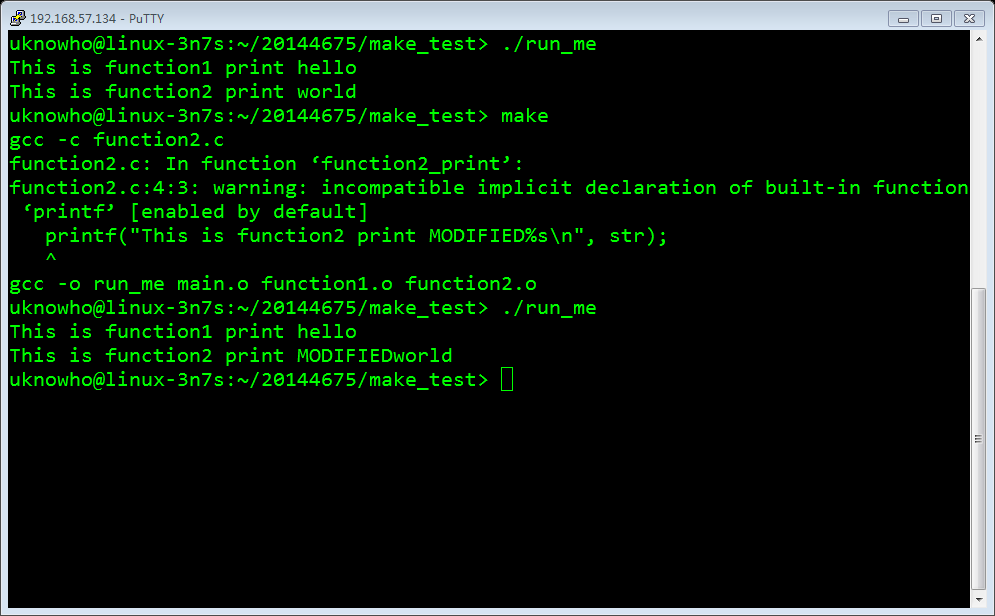 192.168.57.134 - PuTTY
uknowho@linux-3n7s:~/20144675/make_test> ./run_me
This is function1 print hello
This is function2 print world
uknowho@linux-3n7s:~/20144675/make_test> make
gcc -c function2.c
function2.c: In function ‘function2_print’:
function2.c:4:3: warning: incompatible implicit declaration of built-in function
 ‘printf’ [enabled by default]
   printf("This is function2 print MODIFIED%s\n", str);
   ^
gcc -o run_me main.o function1.o function2.o
uknowho@linux-3n7s:~/20144675/make_test> ./run_me
This is function1 print hello
This is function2 print MODIFIEDworld
uknowho@linux-3n7s:~/20144675/make_test>